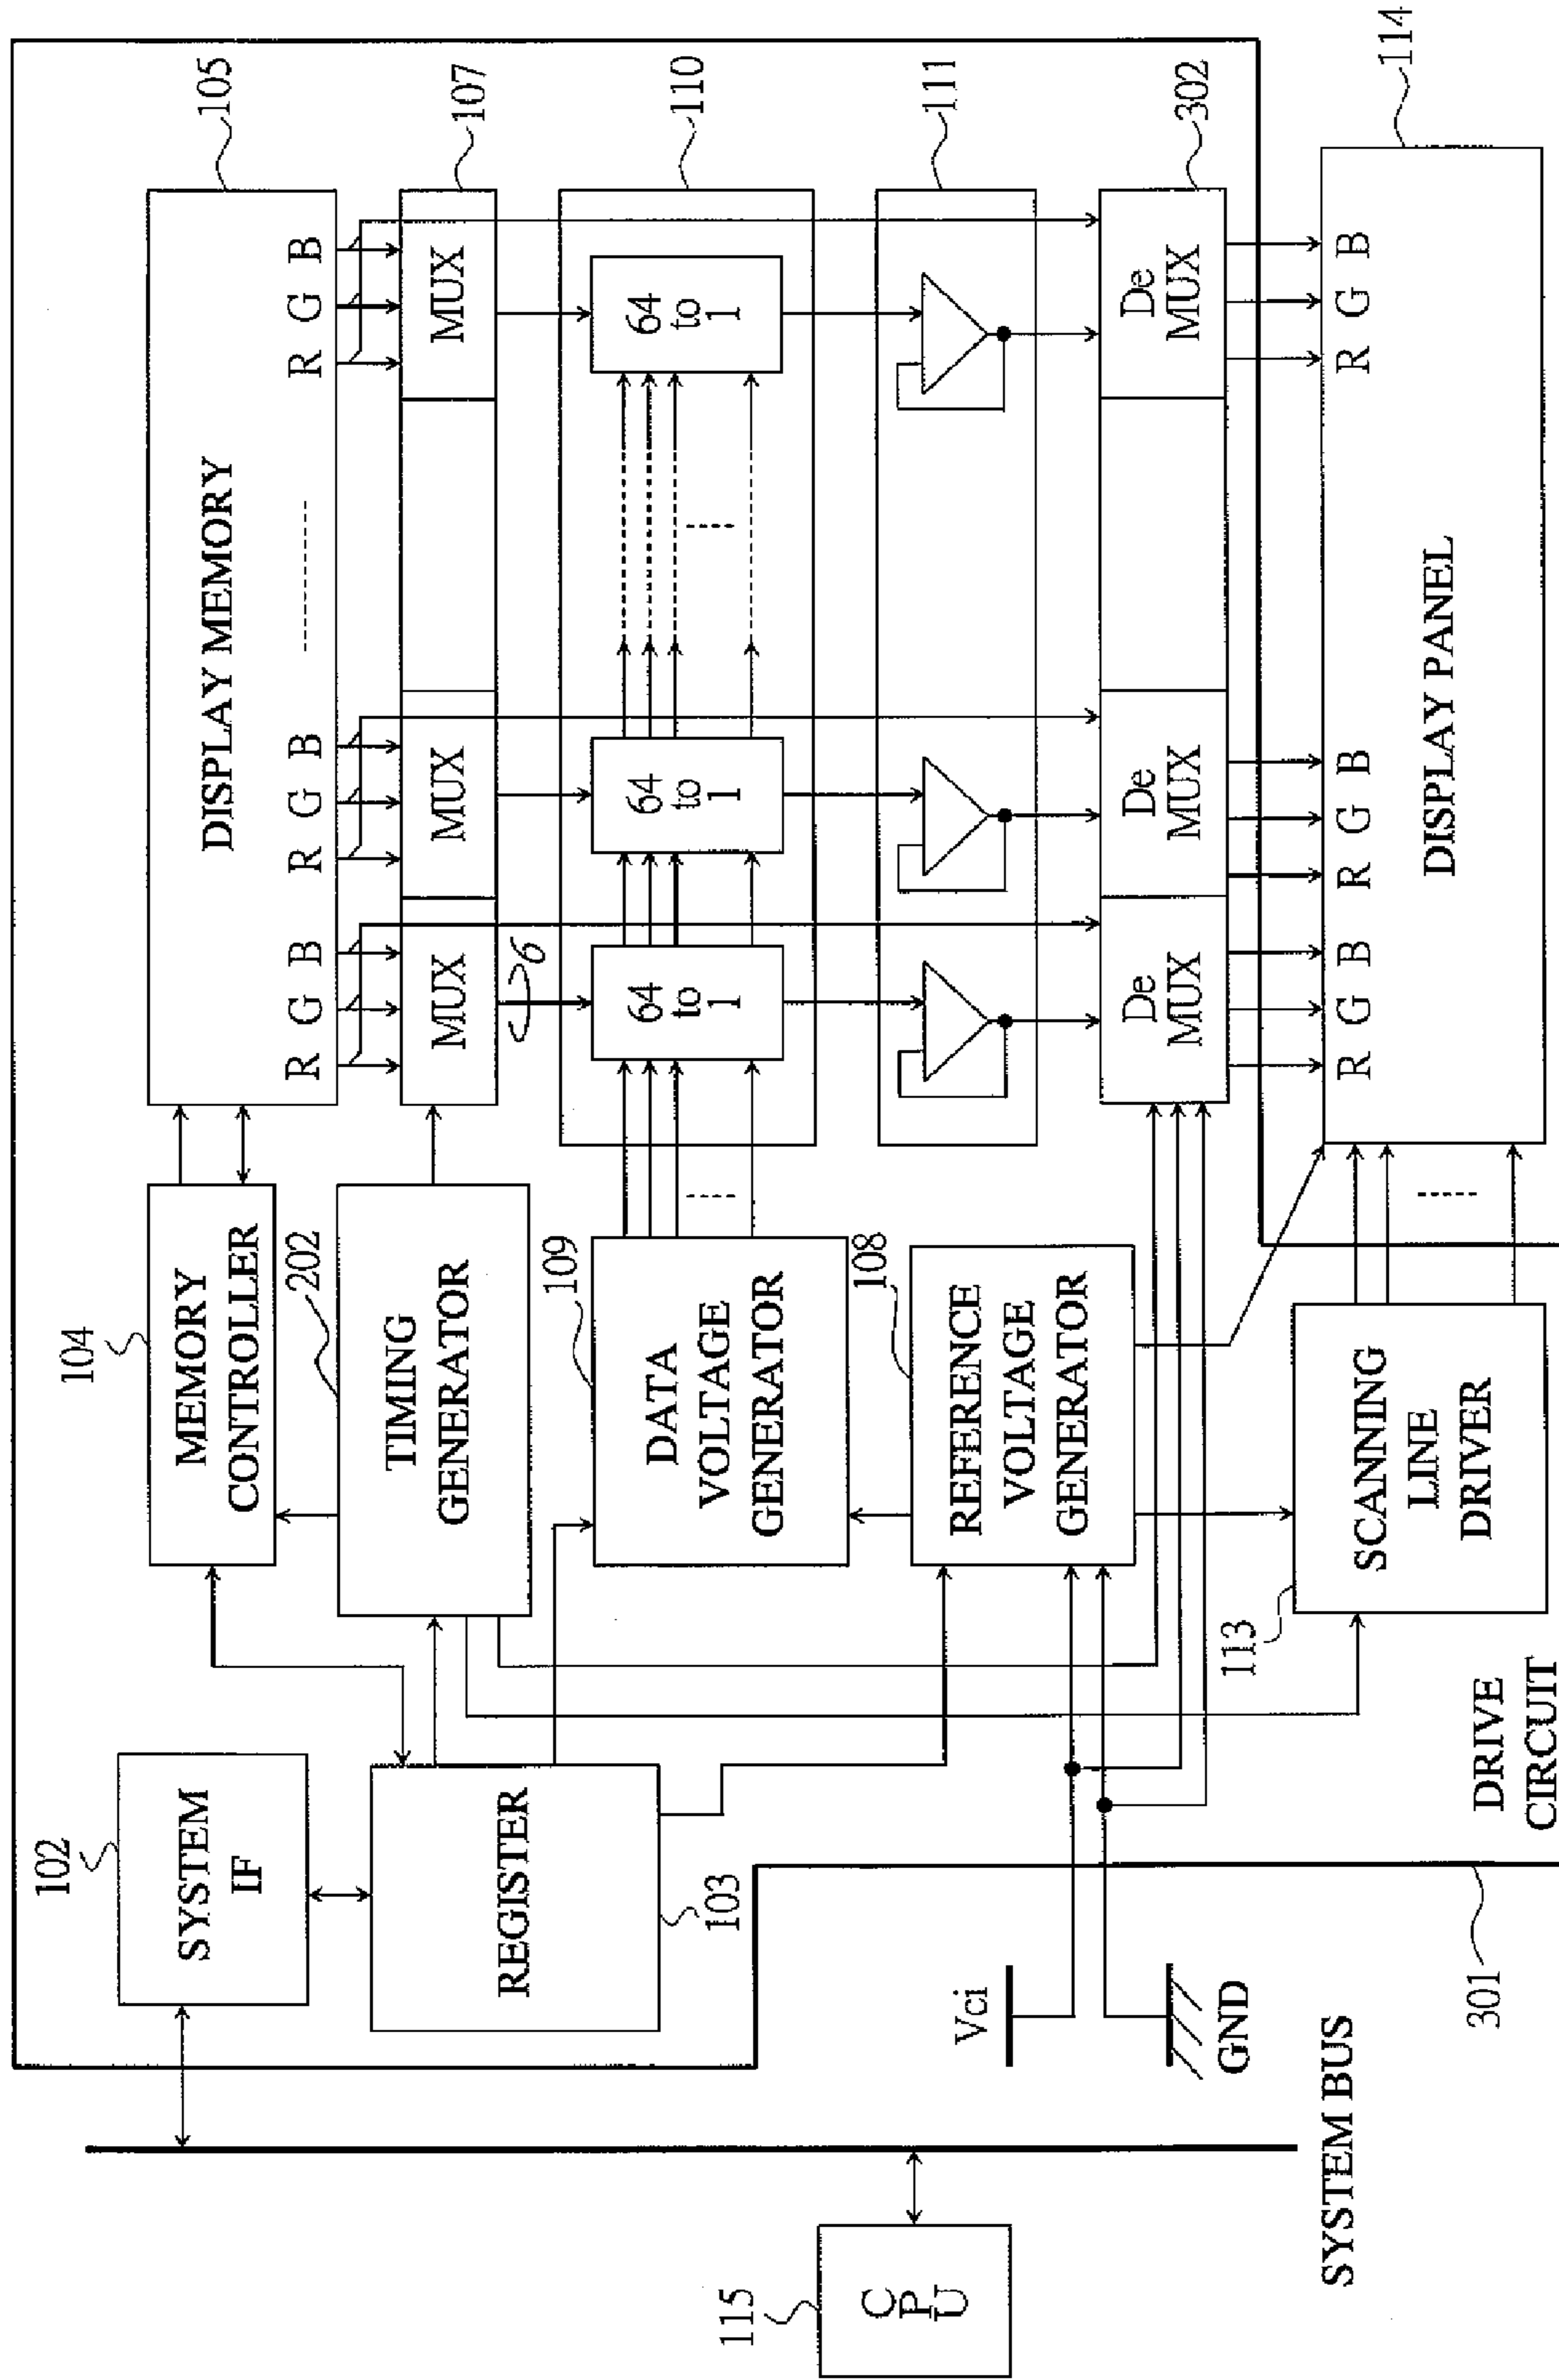 102
SYSTEM
IF
104
MEMORY
CONTROLLER
DISPLAY MEMORY
R G B
R G B
R G B
105
REGISTER
103
202
TIMING
GENERATOR
MUX
MUX
MUX
107
6
109
DATA
VOLTAGE
GENERATOR
64
to
1
64
to
1
64
to
1
110
111
108
REFERENCE
VOLTAGE
GENERATOR
De
MUX
De
MUX
De
MUX
302
115
CPU
Vci
GND
SYSTEM BUS
301
DRIVE
CIRCUIT
113
SCANNING
LINE
DRIVER
R G B
R G B
R G B
DISPLAY PANEL
114